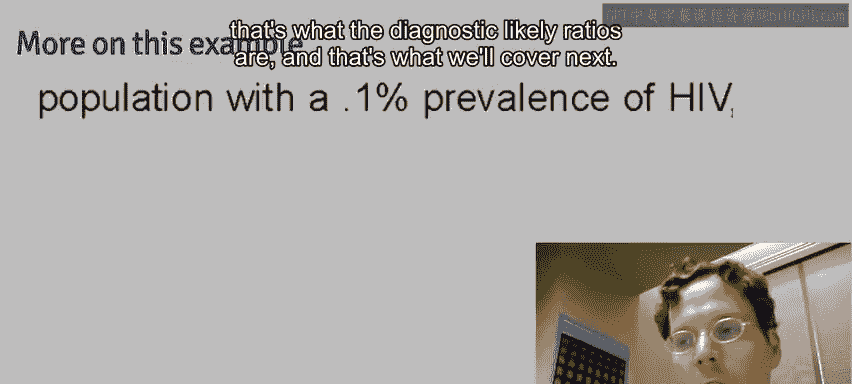 that's what the diagnostic likely ratios
are, and that's what we'll cover next.
More on this example
population with a .1% prevalence of HIV,